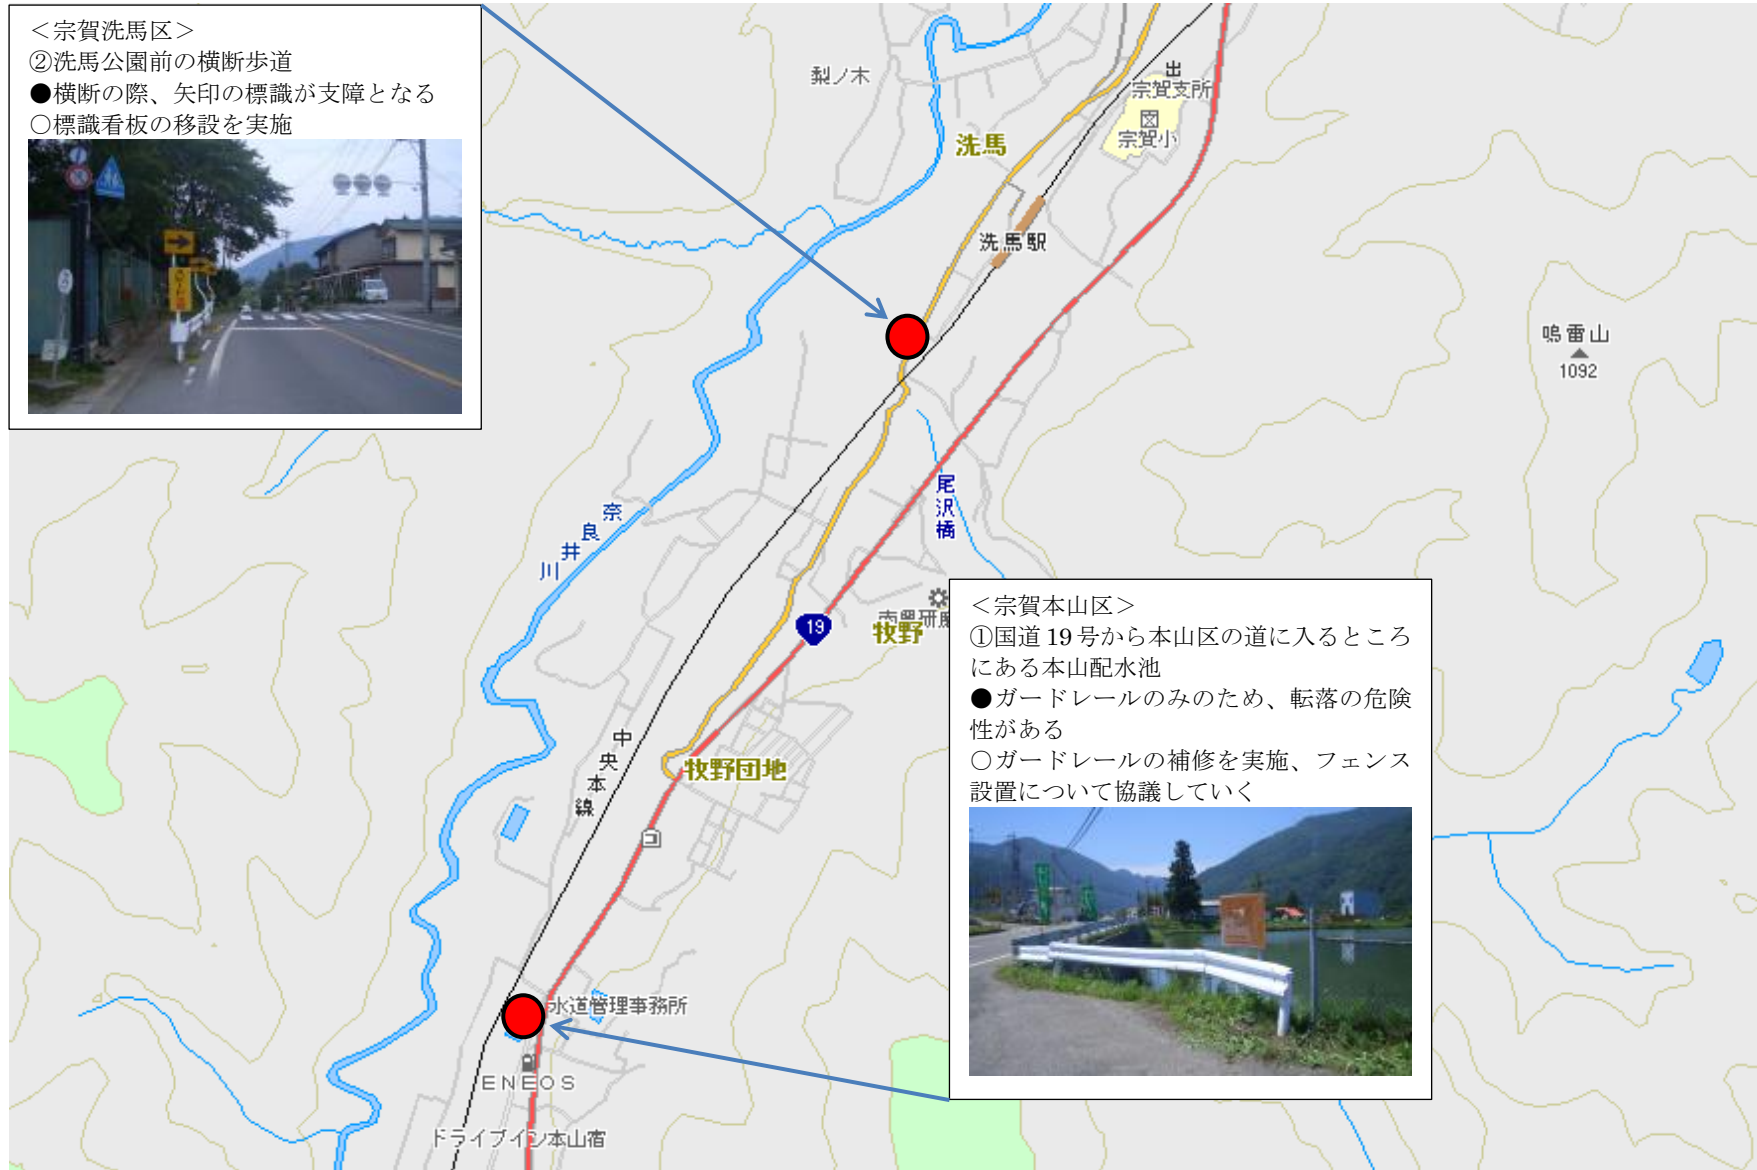 ＜宗賀洗馬区＞
②洗馬公園前の横断歩道
●横断の際、矢印の標識が支障となる
○標識看板の移設を実施
梨ノ木
出
宗賀支所
宗賀小
洗馬
洗馬駅
鳴雷山
1092
尾沢橋
奈良井川
19
牧野
牧野団地
中央本線
＜宗賀本山区＞
①国道19号から本山区の道に入るところ
にある本山配水池
●ガードレールのみのため、転落の危険
性がある
○ガードレールの補修を実施、フェンス
設置について協議していく
水道管理事務所
ENEOS
ドライブイン本山宿